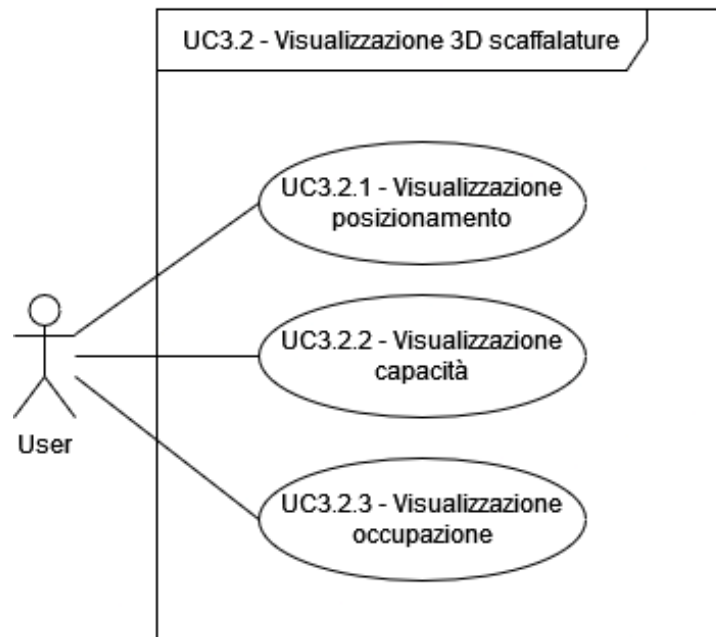 UC3.2 - Visualizzazione 3D scaffalature
UC3.2.1 - Visualizzazione
posizionamento
UC3.2.2 - Visualizzazione
capacità
User
UC3.2.3 - Visualizzazione
occupazione